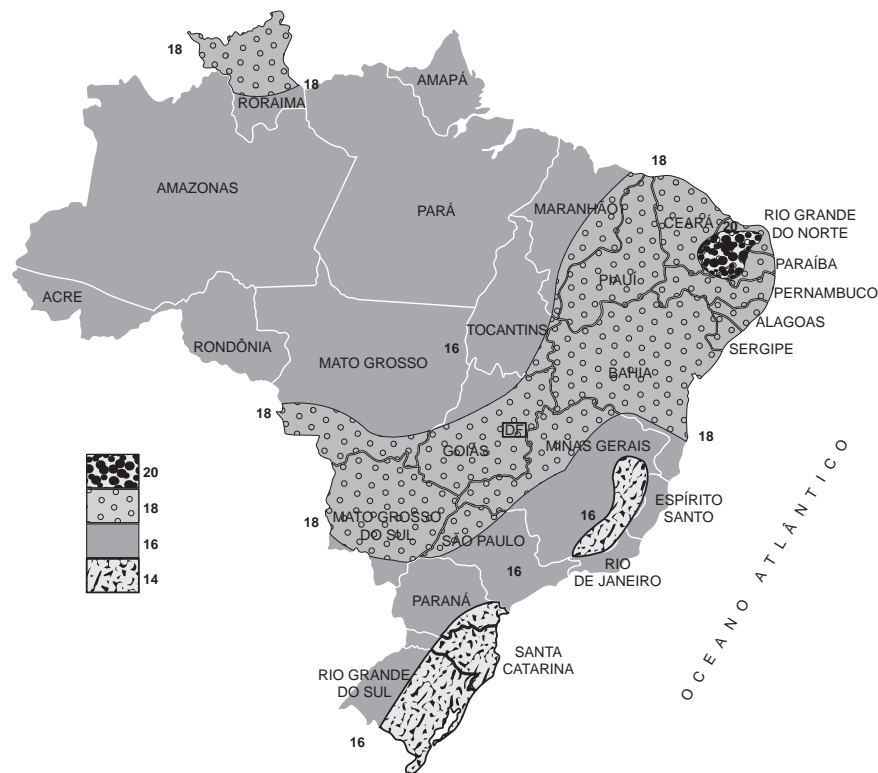 18
18
RORAIMA
AMAPÁ
AMAZONAS
PARÁ
MARANHÃO
18
CEARÁ
20
RIO GRANDE
DO NORTE
PARAÍBA
PIAUÍ
PERNAMBUCO
ALAGOAS
SERGIPE
ACRE
RONDÔNIA
TOCANTINS
16
MATO GROSSO
BAHIA
18
DF
GOIÁS
MINAS GERAIS
18
20
18
16
14
18
MATO GROSSO
DO SUL
SÃO PAULO
16
ESPÍRITO
SANTO
16
RIO
DE JANEIRO
PARANÁ
SANTA
CATARINA
RIO GRANDE
DO SUL
16
OCEANO ATLÂNTICO